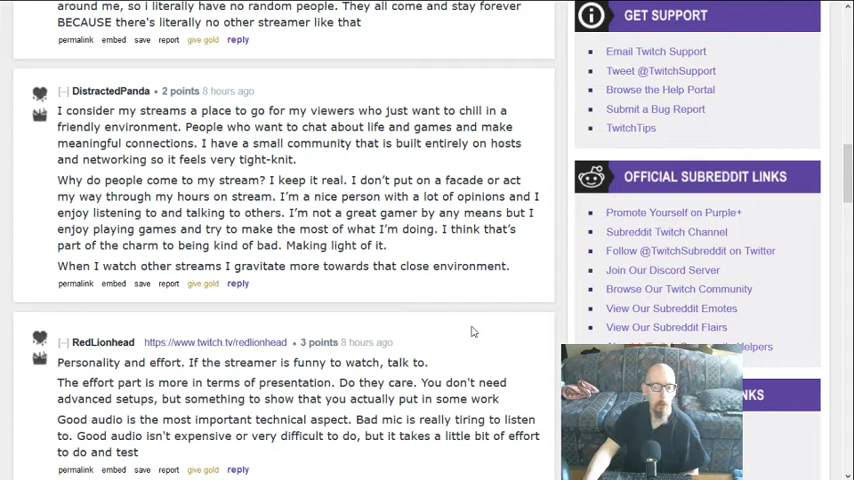 around me, so i literally have no random people. They all come and stay forever
BECAUSE there's literally no other streamer like that
permalink embed save report give gold reply
[–] DistractedPanda • 2 points 8 hours ago
I consider my streams a place to go for my viewers who just want to chill in a
friendly environment. People who want to chat about life and games and make
meaningful connections. I have a small community that is built entirely on hosts
and networking so it feels very tight-knit.
Why do people come to my stream? I keep it real. I don’t put on a facade or act
my way through my hours on stream. I’m a nice person with a lot of opinions and I
enjoy listening to and talking to others. I’m not a great gamer by any means but I
enjoy playing games and try to make the most of what I’m doing. I think that’s
part of the charm to being kind of bad. Making light of it.
When I watch other streams I gravitate more towards that close environment.
permalink embed save report give gold reply
[–] RedLionhead https://www.twitch.tv/redlionhead • 3 points 8 hours ago
Personality and effort. If the streamer is funny to watch, talk to.
The effort part is more in terms of presentation. Do they care. You don't need
advanced setups, but something to show that you actually put in some work
Good audio is the most important technical aspect. Bad mic is really tiring to listen
to. Good audio isn't expensive or very difficult to do, but it takes a little bit of effort
to do and test
permalink embed save report give gold reply
GET SUPPORT
Email Twitch Support
Tweet @TwitchSupport
Browse the Help Portal
Submit a Bug Report
TwitchTips
OFFICIAL SUBREDDIT LINKS
Promote Yourself on Purple+
Subreddit Twitch Channel
Follow @TwitchSubreddit on Twitter
Join Our Discord Server
Browse Our Twitch Community
View Our Subreddit Emotes
View Our Subreddit Flairs
Helpers
KS